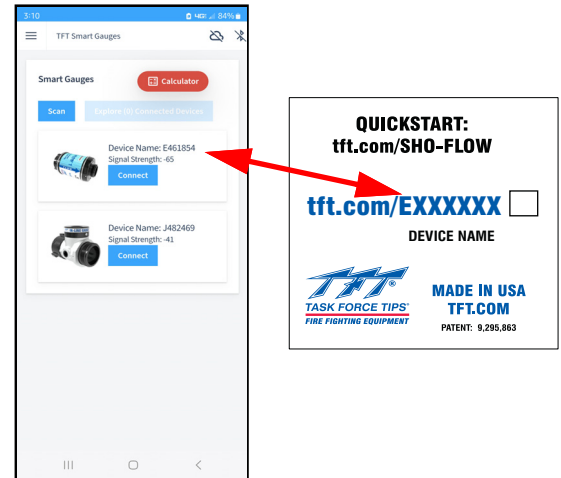 3:10
4G 84%
TFT Smart Gauges
Smart Gauges
Calculator
Scan
Explore (0) Connected Devices
Device Name: E461854
Signal Strength: -65
Connect
Device Name: J482469
Signal Strength: -41
Connect
QUICKSTART:
tft.com/SHO-FLOW
tft.com/EXXXXXX
DEVICE NAME
TFT
TASK FORCE TIPS®
FIRE FIGHTING EQUIPMENT
MADE IN USA
TFT.COM
PATENT: 9,295,863